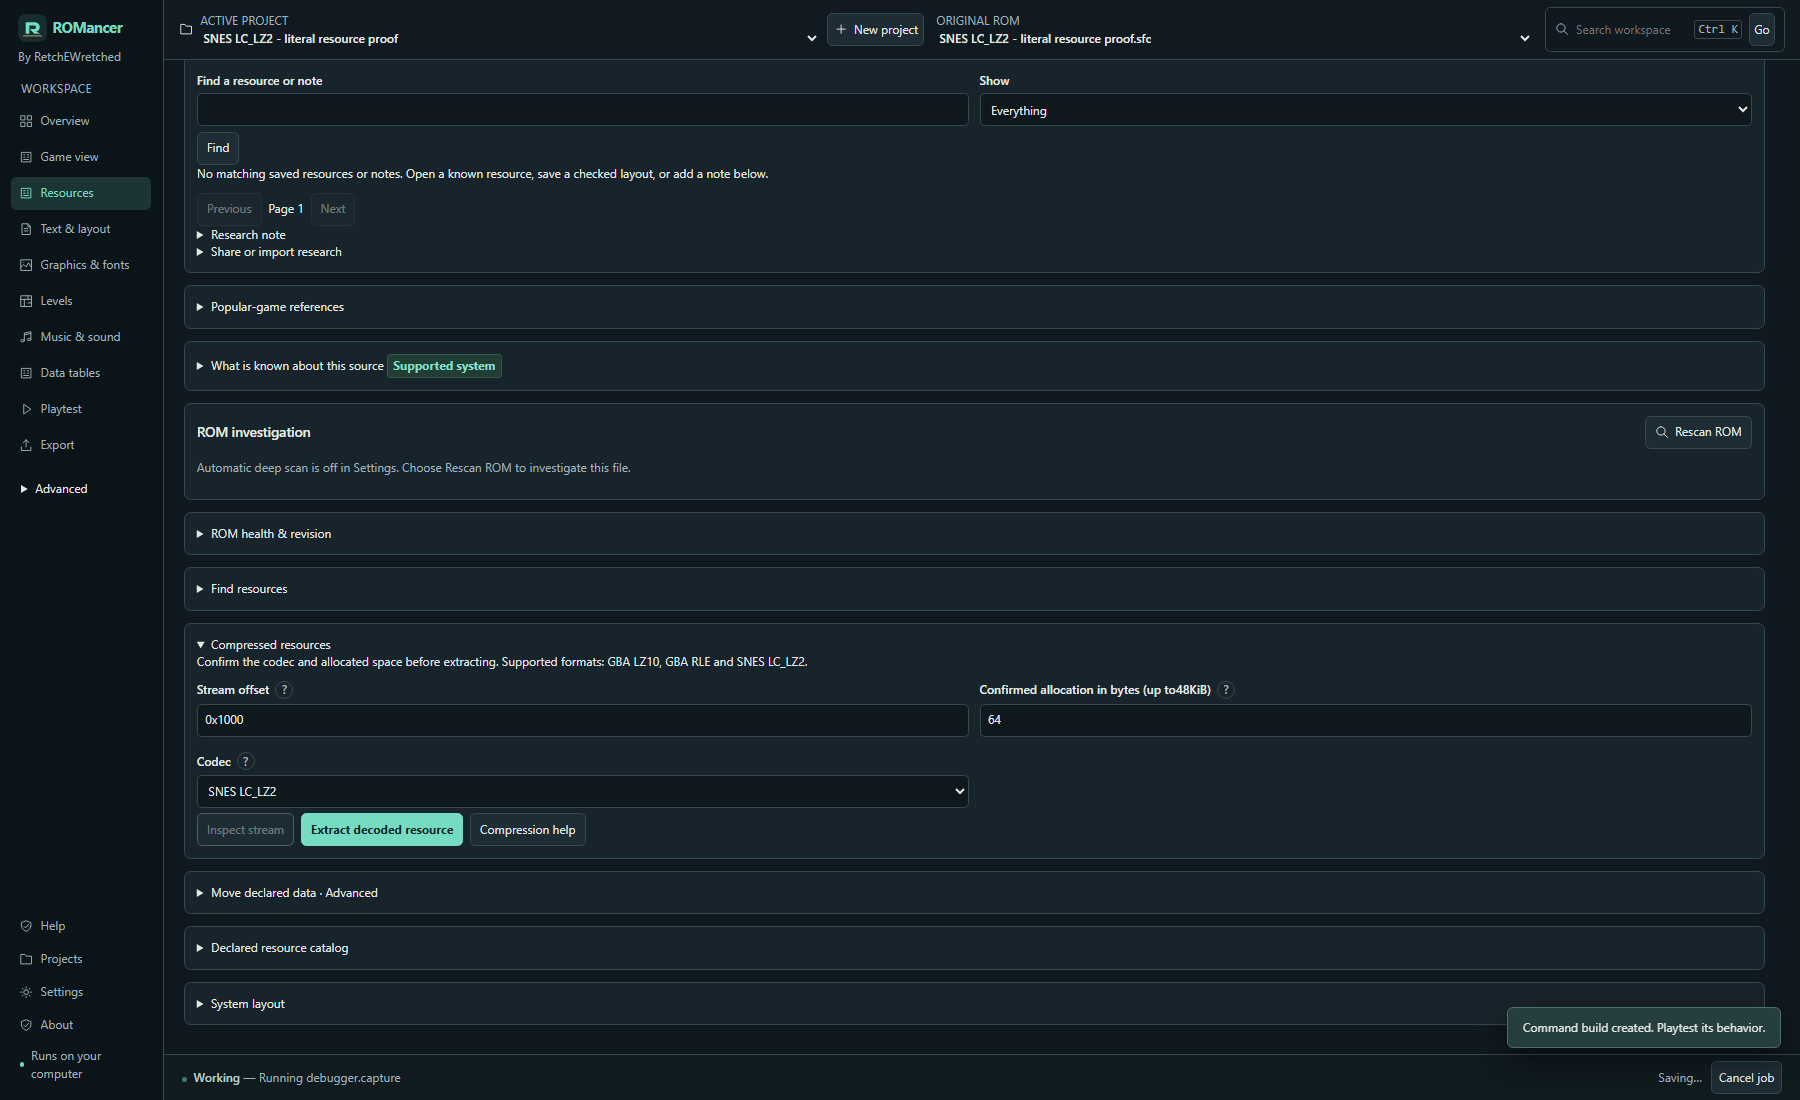 ROMancer
By RetchEWretched
WORKSPACE
Overview
Game view
Resources
Text & layout
Graphics & fonts
Levels
Music & sound
Data tables
Playtest
Export
Advanced
Help
Projects
Settings
About
Runs on your
computer
ACTIVE PROJECT
SNES LC_LZ2 - literal resource proof
New project
ORIGINAL ROM
SNES LC_LZ2 - literal resource proof.sfc
Search workspace
Ctrl K
Go
Find a resource or note
Show
Everything
Find
No matching saved resources or notes. Open a known resource, save a checked layout, or add a note below.
Previous Page 1 Next
Research note
Share or import research
Popular-game references
What is known about this source Supported system
ROM investigation
Rescan ROM
Automatic deep scan is off in Settings. Choose Rescan ROM to investigate this file.
ROM health & revision
Find resources
Compressed resources
Confirm the codec and allocated space before extracting. Supported formats: GBA LZ10, GBA RLE and SNES LC_LZ2.
Stream offset ?
Confirmed allocation in bytes (up to48KiB) ?
0x1000
64
Codec ?
SNES LC_LZ2
Inspect stream Extract decoded resource Compression help
Move declared data · Advanced
Declared resource catalog
System layout
Command build created. Playtest its behavior.
Working — Running debugger.capture
Saving...
Cancel job